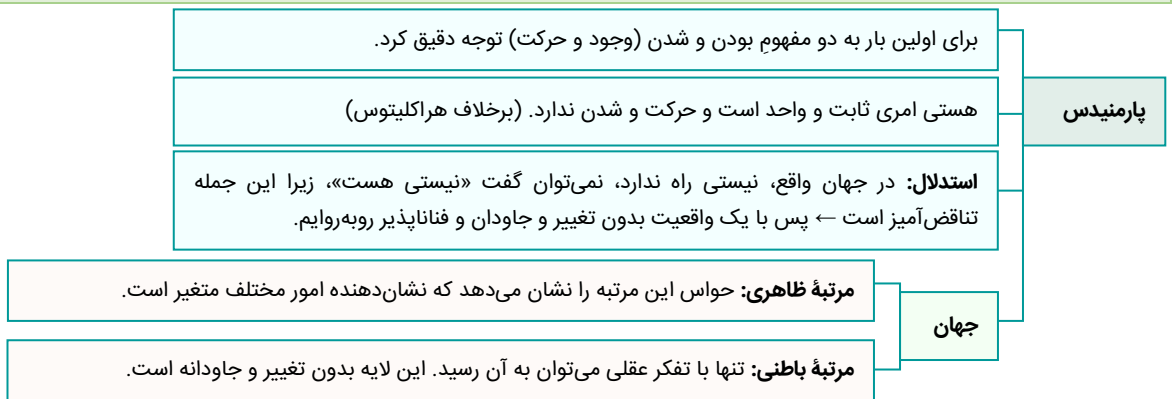 پارمنیدس
برای اولین بار به دو مفهومِ بودن و شدن (وجود و حرکت) توجه دقیق کرد.
هستی امری ثابت و واحد است و حرکت و شدن ندارد. (برخلاف هراکلیتوس)
استدلال: در جهان واقع، نیستی راه ندارد، نمی‌توان گفت «نیستی هست»، زیرا این جمله
تناقض‌آمیز است ← پس با یک واقعیت بدون تغییر و جاودان و فناناپذیر روبه‌روایم.
جهان
مرتبۀ ظاهری: حواس این مرتبه را نشان می‌دهد که نشان‌دهنده امور مختلف متغیر است.
مرتبۀ باطنی: تنها با تفکر عقلی می‌توان به آن رسید. این لایه بدون تغییر و جاودانه است.